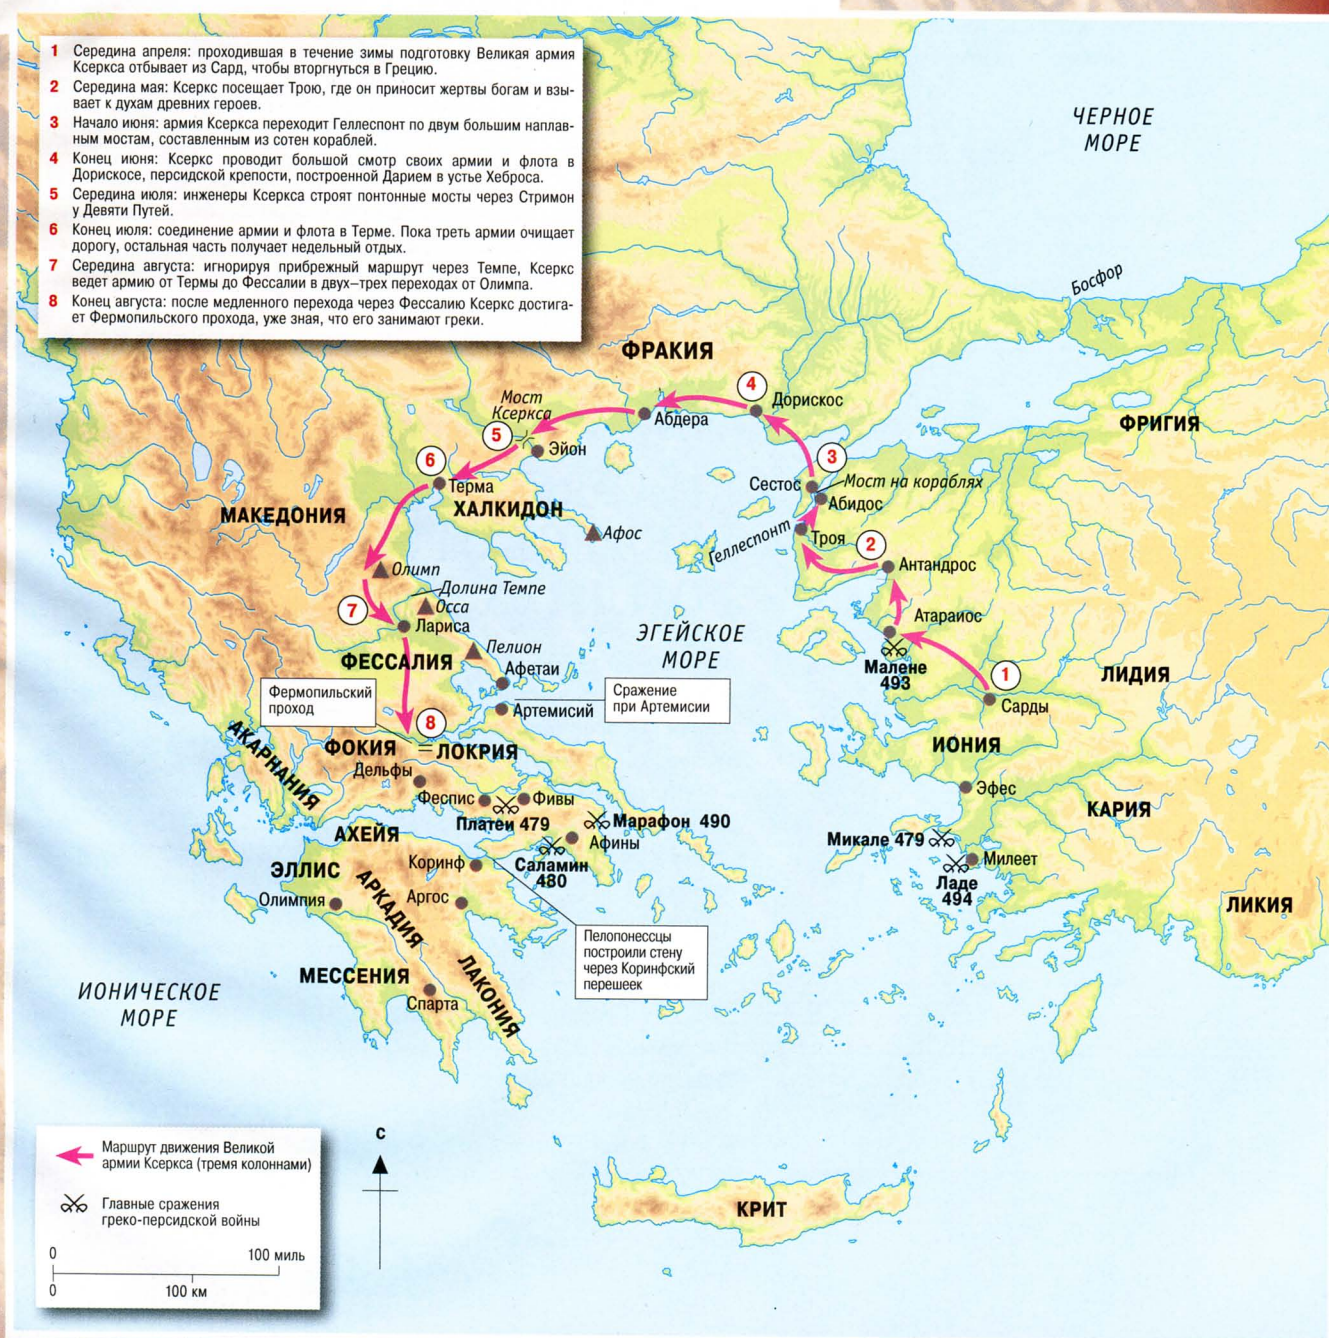 1 Середина апреля: проходившая в течение зимы подготовку Великая армия
Ксеркса отбывает из Сард, чтобы вторгнуться в Грецию.
2 Середина мая: Ксеркс посещает Трою, где он приносит жертвы богам и взы-
вает к духам древних героев.
3 Начало июня: армия Ксеркса переходит Геллеспонт по двум большим наплав-
ным мостам, составленным из сотен кораблей.
4 Конец июня: Ксеркс проводит большой смотр своих армии и флота в
Дорискосе, персидской крепости, построенной Дарием в устье Хеброса.
5 Середина июля: инженеры Ксеркса строят понтонные мосты через Стримон
у Девяти Путей.
6 Конец июля: соединение армии и флота в Терме. Пока треть армии очищает
дорогу, остальная часть получает недельный отдых.
7 Середина августа: игнорируя прибрежный маршрут через Темпе, Ксеркс
ведет армию от Термы до Фессалии в двух–трех переходах от Олимпа.
8 Конец августа: после медленного перехода через Фессалию Ксеркс достига-
ет Фермопильского прохода, уже зная, что его занимают греки.
ЧЕРНОЕ
МОРЕ
Босфор
ФРАКИЯ
4
Дорискос
Мост
Ксеркса
Абдера
ФРИГИЯ
5
Эйон
6
3
Терма
Сестос
Мост на кораблях
Абидос
ХАЛКИДОН
МАКЕДОНИЯ
Афос
Геллеспонт
Троя
2
Антандрос
Олимп
Долина Темпе
Осса
7
Лариса
Атараиос
ЭГЕЙСКОЕ
МОРЕ
Пелион
ФЕССАЛИЯ
Афетаи
Малене
493
1
ЛИДИЯ
Сарды
Фермопильский
проход
Сражение
при Артемисии
Артемисий
8
АКАРНАНИЯ
ФОКИЯ
ЛОКРИЯ
ИОНИЯ
Дельфы
Феспис
Фивы
Эфес
Платеи 479
Марафон 490
КАРИЯ
АХЕЙЯ
Афины
Микале 479
Коринф
Саламин
480
Милеет
ЭЛЛИС
Ладе
494
АРКАДИЯ
Олимпия
Аргос
ЛИКИЯ
Пелопонессцы
построили стену
через Коринфский
перешеек
МЕССЕНИЯ
ЛАКОНИЯ
Спарта
ИОНИЧЕСКОЕ
МОРЕ
Маршрут движения Великой
армии Ксеркса (тремя колоннами)
Главные сражения
греко-персидской войны
0
100 миль
0
100 км
С
КРИТ